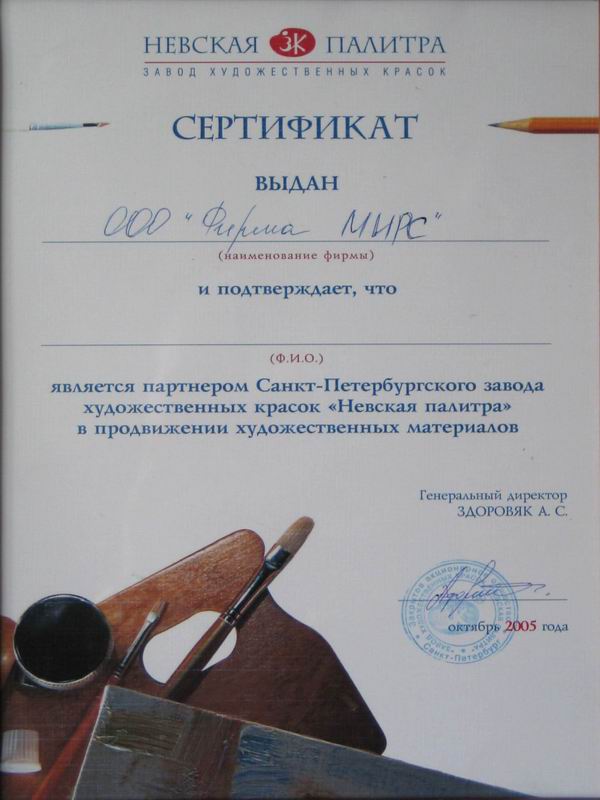 НЕВСКАЯ ЗК ПАЛИТРА
ЗАВОД ХУДОЖЕСТВЕННЫХ КРАСОК
СЕРТИФИКАТ
ВЫДАН
ООО "Фирма МИРС"
(наименование фирмы)
и подтверждает, что
(Ф.И.О.)
является партнером Санкт-Петербургского завода
художественных красок «Невская палитра»
в продвижении художественных материалов
Генеральный директор
ЗДОРОВЯК А. С.
октябрь 2005 года
Санкт-Петербург